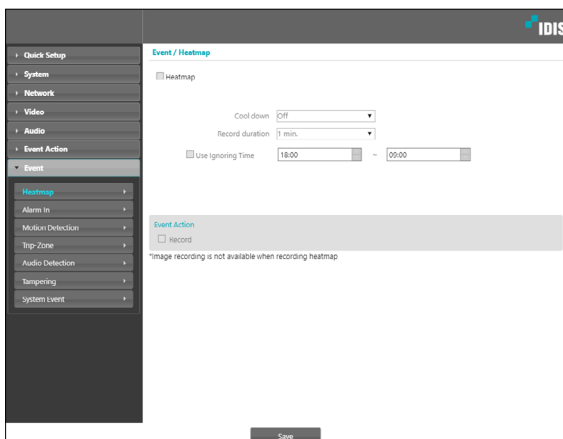 IDIS
Quick Setup
System
Network
Video
Audio
Event Action
Event
Heatmap
Alarm In
Motion Detection
Trip-Zone
Audio Detection
Tampering
System Event
Event / Heatmap
Heatmap
Cool down Off
Record duration 1 min.
Use Ignoring Time 18:00 ~ 09:00
Event Action
Record
*Image recording is not available when recording heatmap
Save